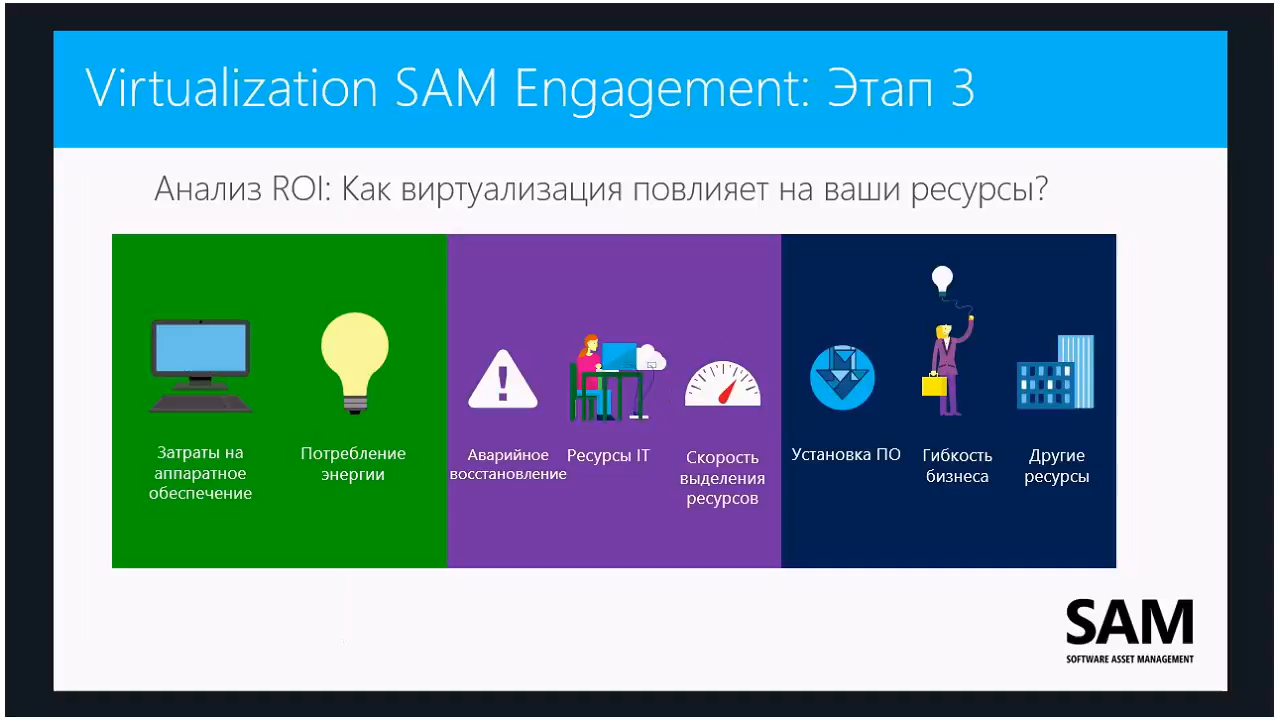 Virtualization SAM Engagement: Этап 3
Анализ ROI: Как виртуализация повлияет на ваши ресурсы?
Затраты на
аппаратное
обеспечение
Потребление
энергии
Аварийное
восстановление
Ресурсы IT
Скорость
выделения
ресурсов
Установка ПО
Гибкость
бизнеса
Другие
ресурсы
SAM
SOFTWARE ASSET MANAGEMENT